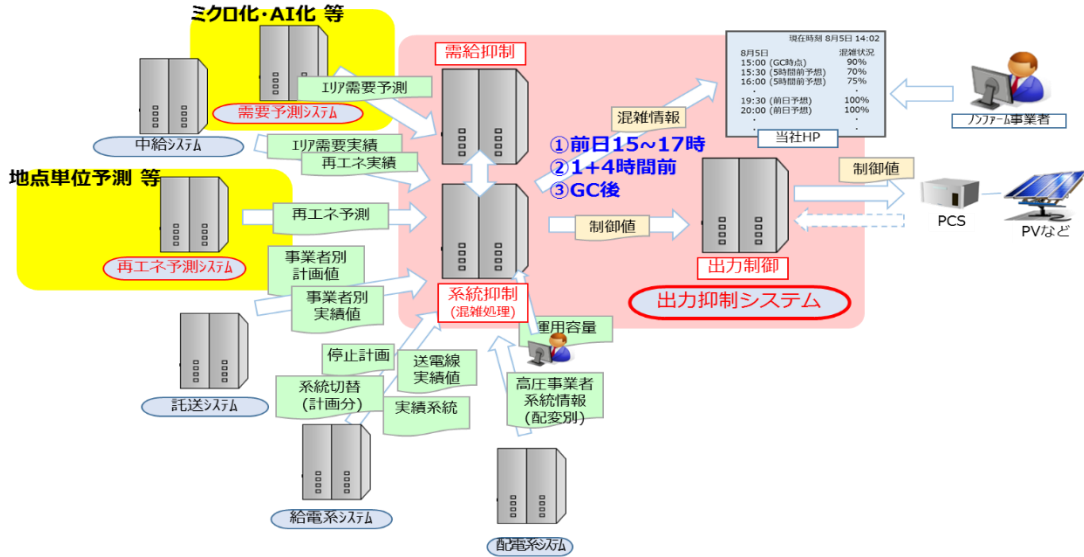 ミクロ化・AI化 等
需要予測システム
中給システム
エリア需要予測
エリア需要実績
再エネ実績
地点単位予測 等
再エネ予測システム
再エネ予測
事業者別
計画値
事業者別
実績値
託送システム
停止計画
系統切替
(計画分)
送電線
実績値
実績系統
給電系システム
高圧事業者
系統情報
(配変別)
配電系システム
運用容量
需給抑制
系統抑制
(混雑処理)
混雑情報
①前日15~17時
②1+4時間前
③GC後
制御値
出力制御
出力抑制システム
現在時刻 8月5日 14:02
8月5日 混雑状況
15:00 (GC時点) 90%
15:30 (5時間前予想) 70%
16:00 (5時間前予想) 75%
・ ・
19:30 (前日予想) 100%
20:00 (前日予想) 100%
・ ・
・ ・
当社HP
ノンファーム事業者
制御値
PCS
PVなど